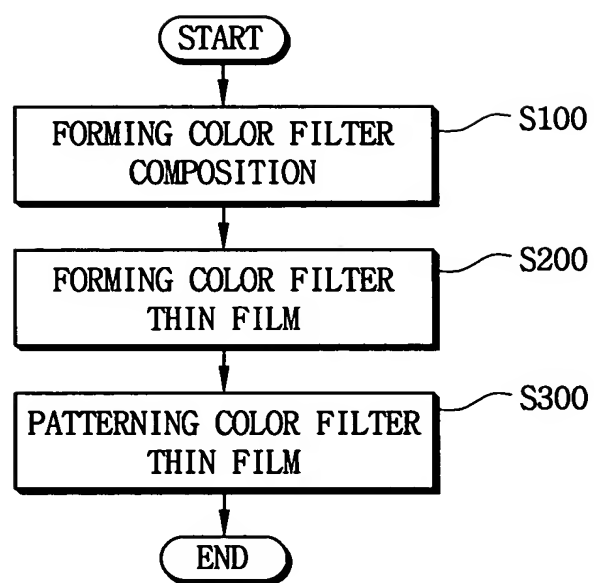 START
FORMING COLOR FILTER
COMPOSITION
S100
FORMING COLOR FILTER
THIN FILM
S200
PATTERNING COLOR FILTER
THIN FILM
S300
END